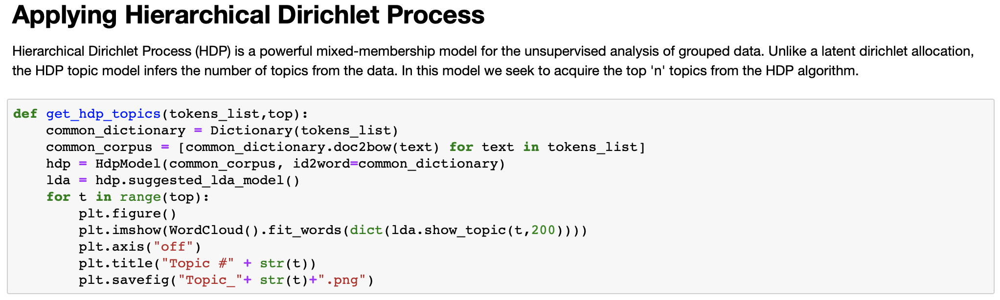 Applying Hierarchical Dirichlet Process
Hierarchical Dirichlet Process (HDP) is a powerful mixed-membership model for the unsupervised analysis of grouped data. Unlike a latent dirichlet allocation,
the HDP topic model infers the number of topics from the data. In this model we seek to acquire the top 'n' topics from the HDP algorithm.
def get_hdp_topics(tokens_list,top):
    common_dictionary = Dictionary(tokens_list)
    common_corpus = [common_dictionary.doc2bow(text) for text in tokens_list]
    hdp = HdpModel(common_corpus, id2word=common_dictionary)
    lda = hdp.suggested_lda_model()
    for t in range(top):
        plt.figure()
        plt.imshow(WordCloud().fit_words(dict(lda.show_topic(t,200))))
        plt.axis("off")
        plt.title("Topic #" + str(t))
        plt.savefig("Topic_"+ str(t)+".png")